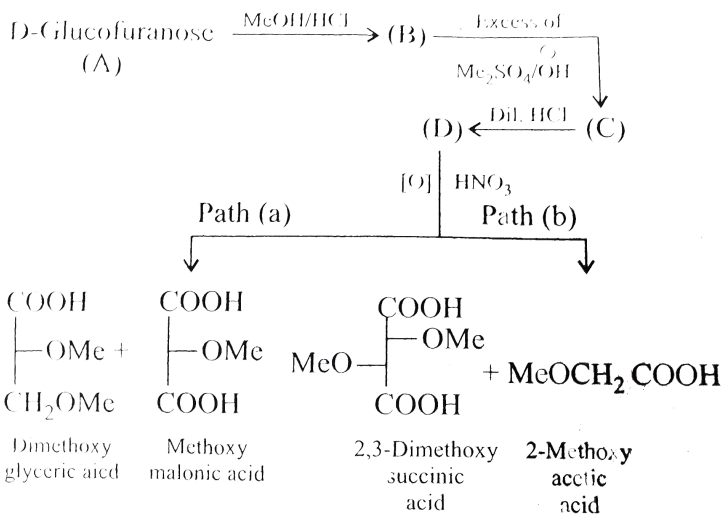 D-Glucofuranose MeOH/HCl (B) Excess of
(A) Me2SO4/OH
(D) Dil. HCl (C)
[O] HNO3
Path (a) Path (b)
COOH COOH COOH
OMe + OMe MeO OMe + MeOCH2COOH
CH2OMe COOH COOH
Dimethoxy Methoxy 2,3-Dimethoxy 2-Methoxy
glyceric aicd malonic acid succinic acetic
acid acid